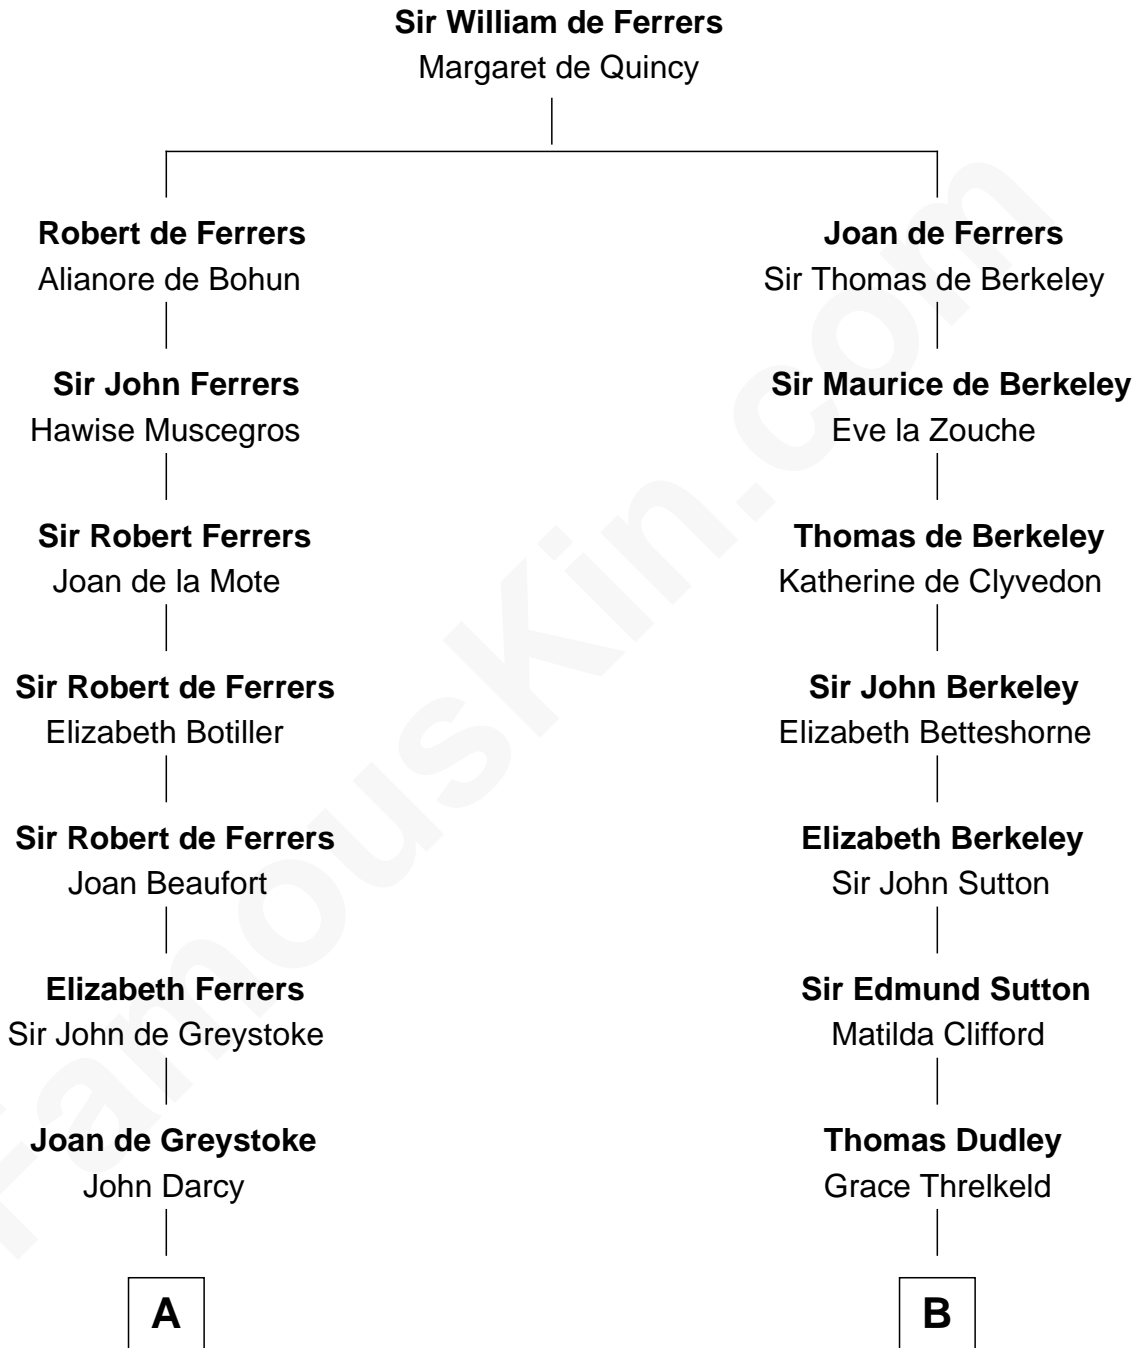 Sir William de Ferrers
Margaret de Quincy
Robert de Ferrers
Alianore de Bohun
Sir John Ferrers
Hawise Muscegros
Sir Robert Ferrers
Joan de la Mote
Sir Robert de Ferrers
Elizabeth Botiller
Sir Robert de Ferrers
Joan Beaufort
Elizabeth Ferrers
Sir John de Greystoke
Joan de Greystoke
John Darcy
A
Joan de Ferrers
Sir Thomas de Berkeley
Sir Maurice de Berkeley
Eve la Zouche
Thomas de Berkeley
Katherine de Clyvedon
Sir John Berkeley
Elizabeth Betteshorne
Elizabeth Berkeley
Sir John Sutton
Sir Edmund Sutton
Matilda Clifford
Thomas Dudley
Grace Threlkeld
B
FamousKin.com